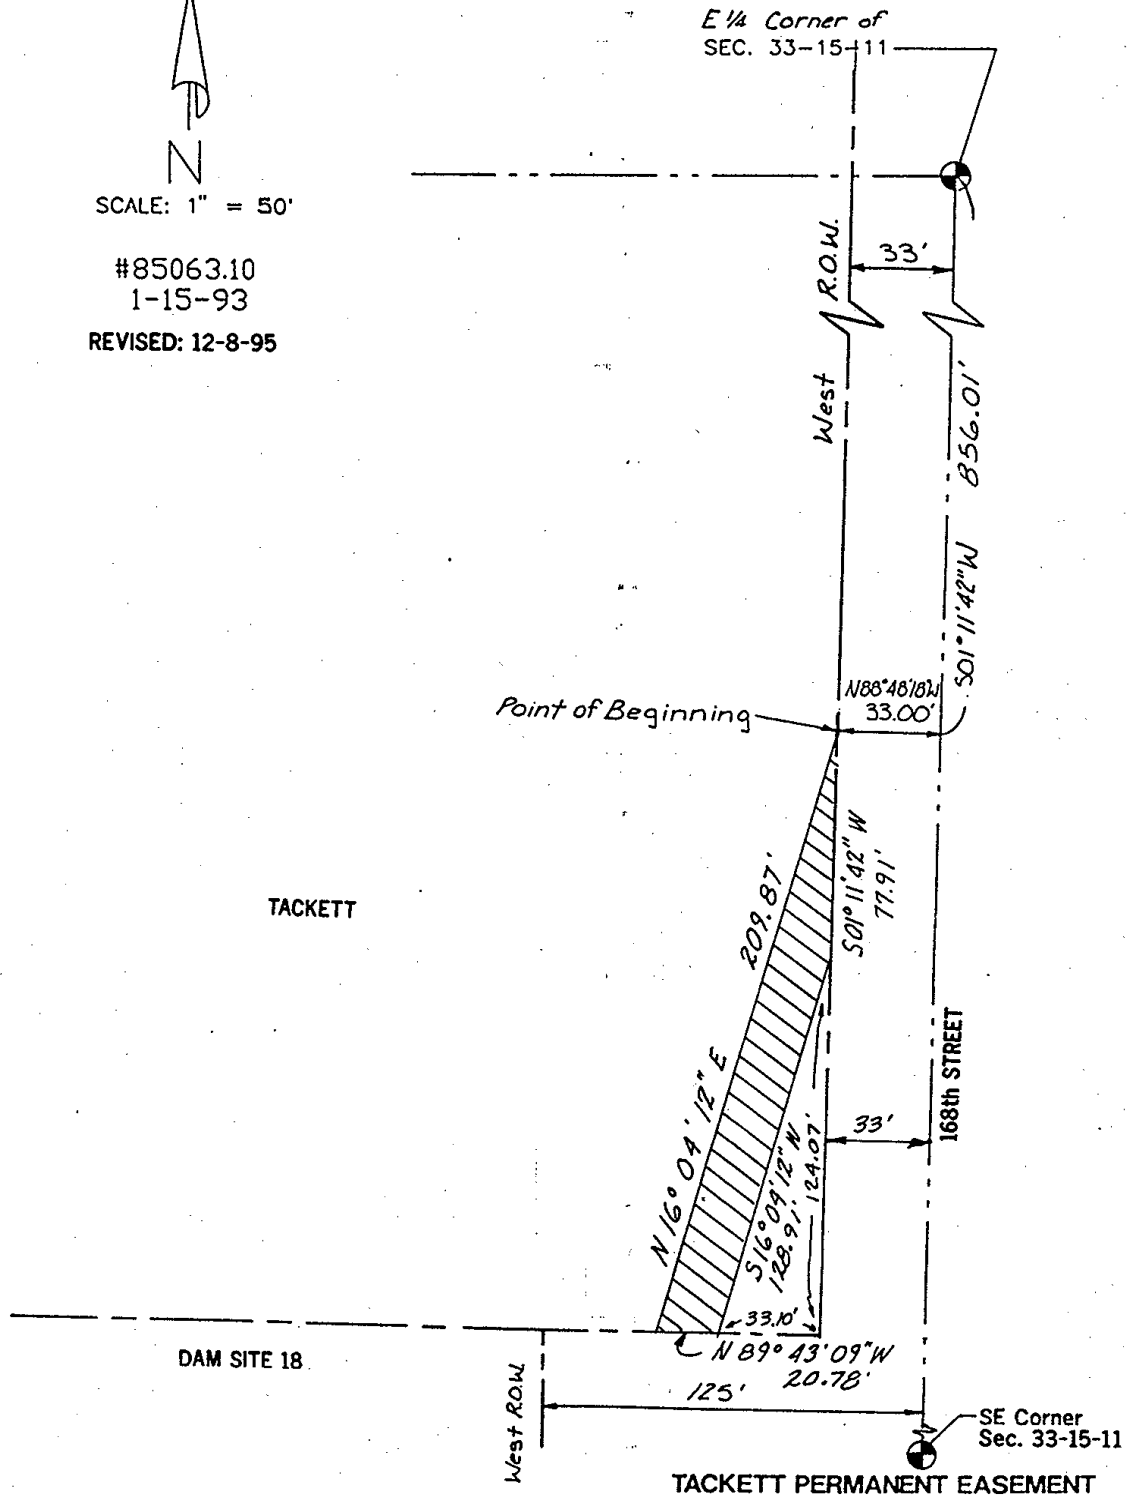 E 1/4 Corner of
SEC. 33-15-11
N
SCALE: 1" = 50'
#85063.10
1-15-93
REVISED: 12-8-95
33'
West R.O.W.
S01°11'42"W 856.01'
N88°48'18W
33.00'
Point of Beginning
S01°11'42"W
77.91'
209.87'
N16°04'12"E
TACKETT
168th STREET
33'
S16°04'12"W
128.91'
124.07'
33.10'
N89°43'09"W
20.78'
DAM SITE 18
125'
West R.O.W.
SE Corner
Sec. 33-15-11
TACKETT PERMANENT EASEMENT